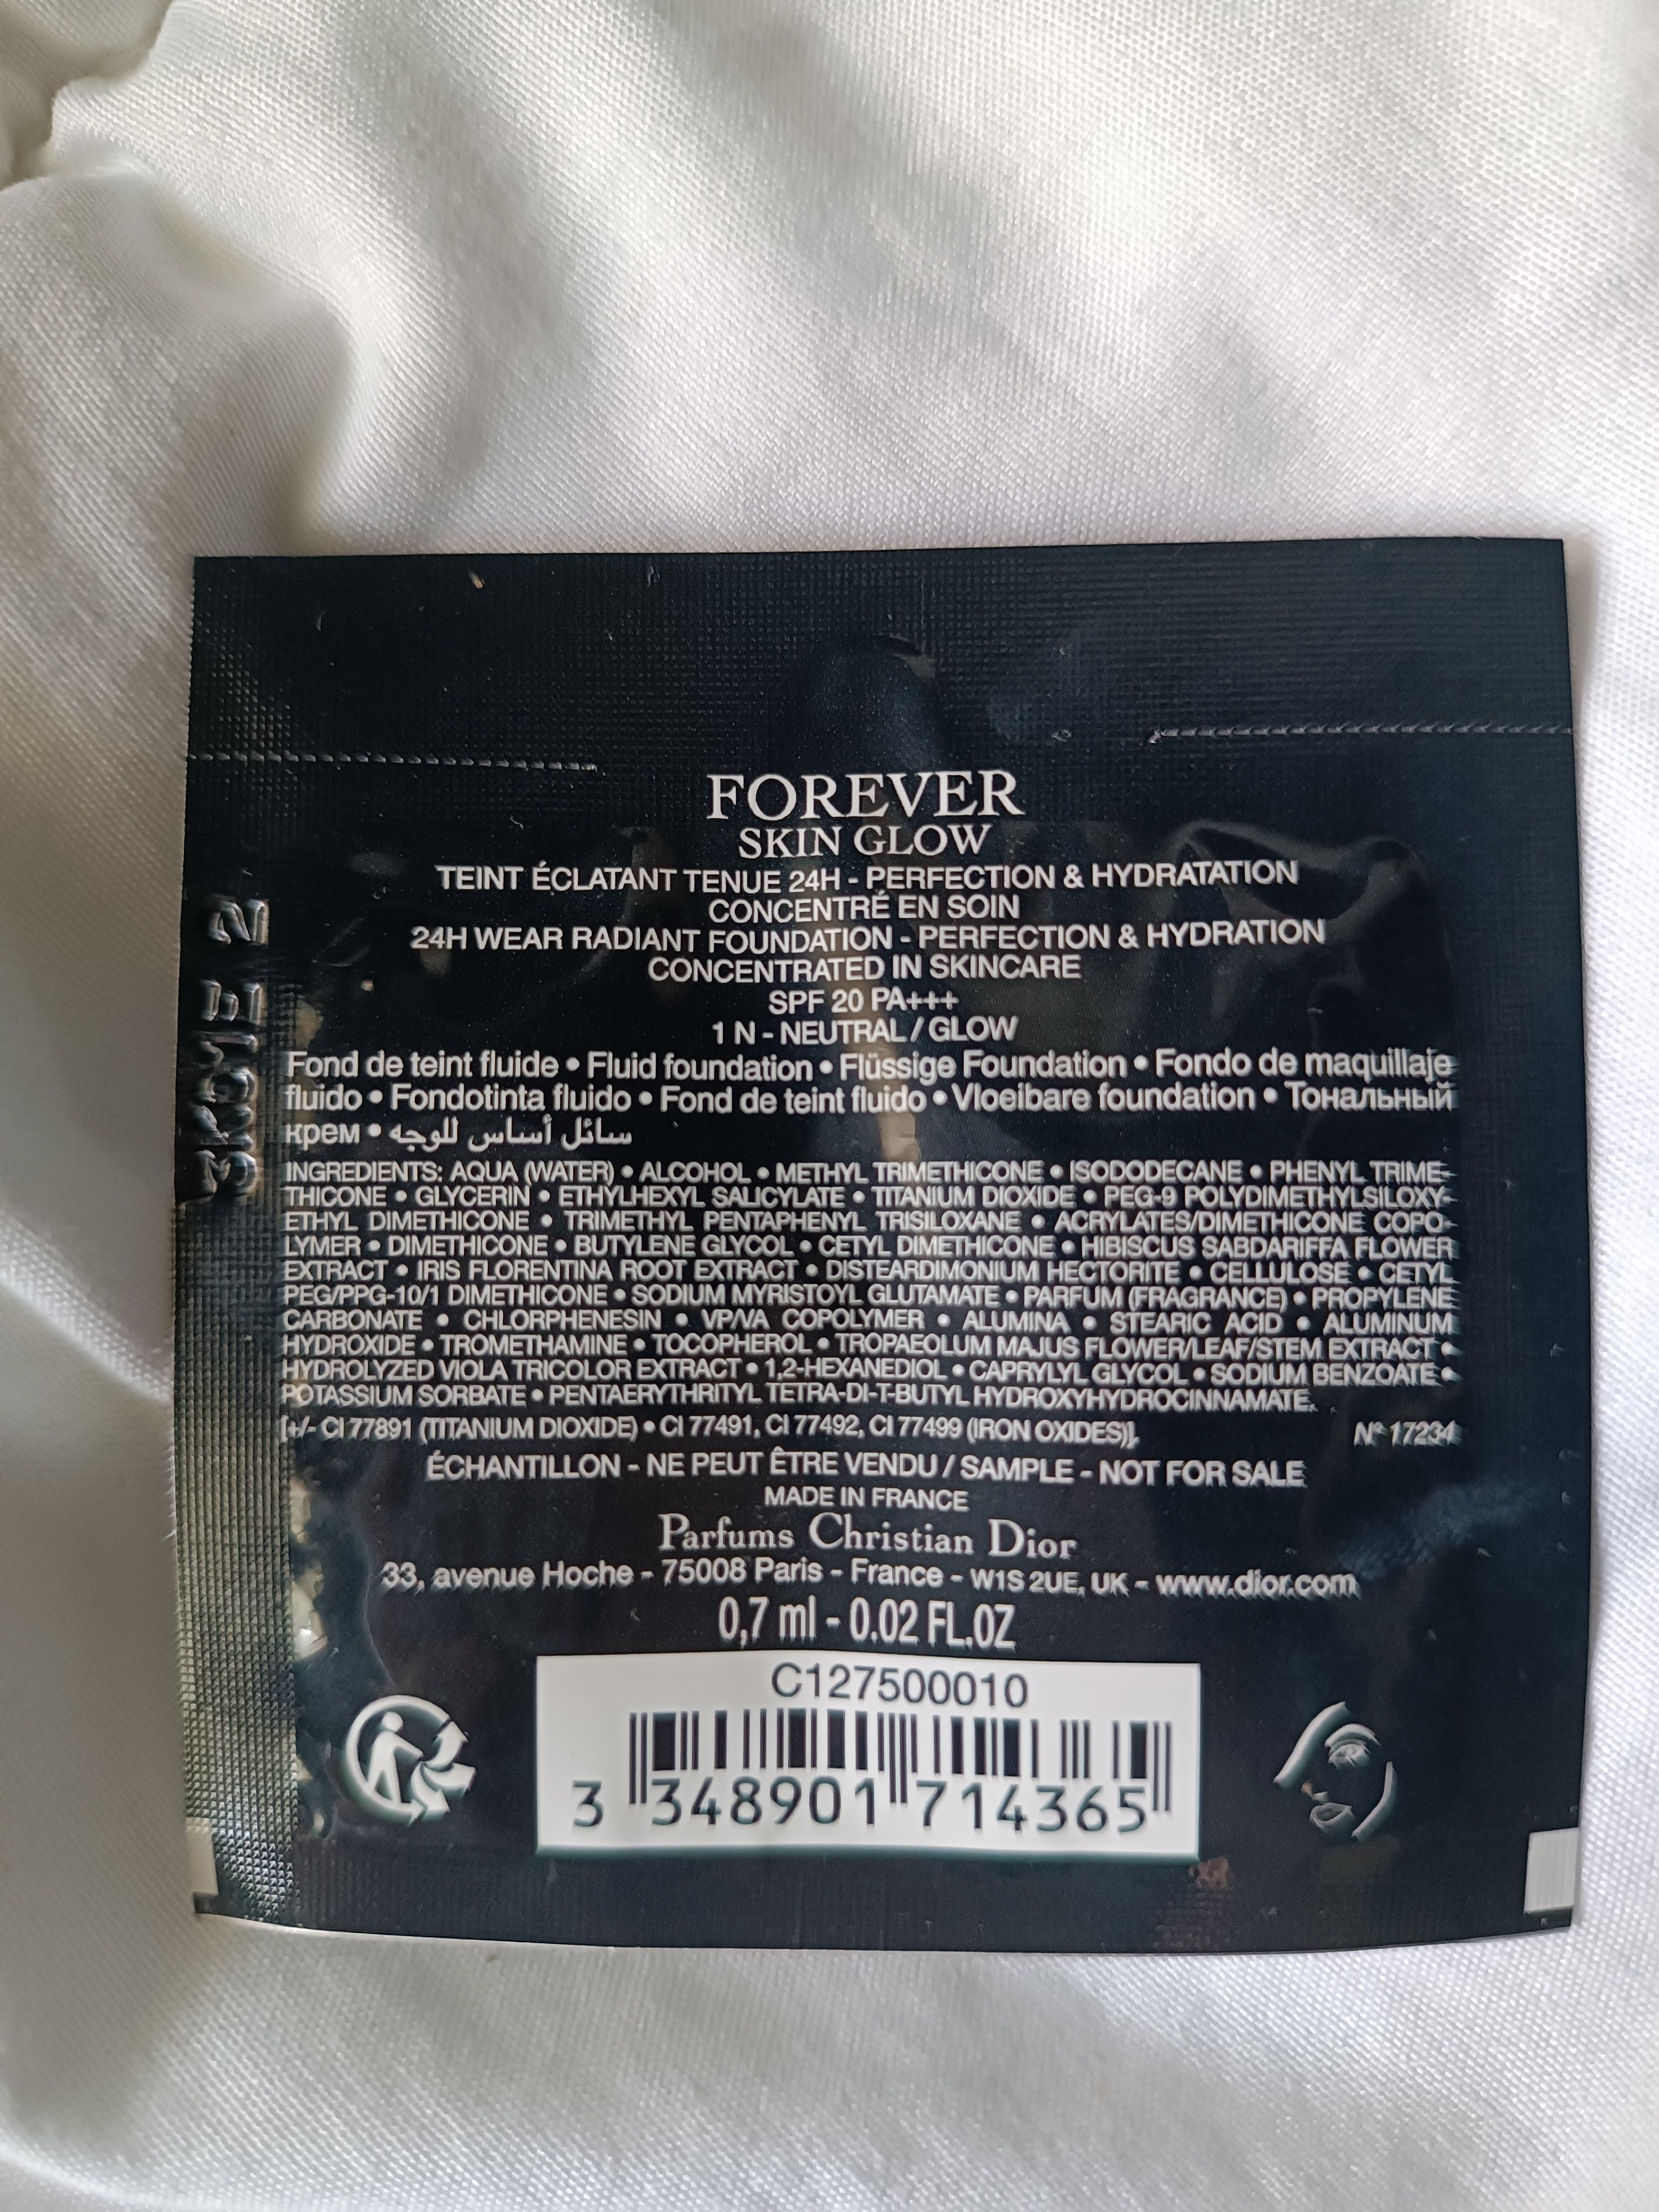 FOREVER
SKIN GLOW
TEINT ÉCLATANT TENUE 24H - PERFECTION & HYDRATATION
CONCENTRÉ EN SOIN
24H WEAR RADIANT FOUNDATION - PERFECTION & HYDRATION
CONCENTRATED IN SKINCARE
SPF 20 PA+++
1 N - NEUTRAL / GLOW
Fond de teint fluide • Fluid foundation • Flüssige Foundation • Fondo de maquillaje
fluido • Fondotinta fluido • Fond de teint fluido • Vloeibare foundation • Тональный
крем • سائل أساس للوجه
INGREDIENTS: AQUA (WATER) • ALCOHOL • METHYL TRIMETHICONE • ISODODECANE • PHENYL TRIME-
THICONE • GLYCERIN • ETHYLHEXYL SALICYLATE • TITANIUM DIOXIDE • PEG-9 POLYDIMETHYLSILOXY-
ETHYL DIMETHICONE • TRIMETHYL PENTAPHENYL TRISILOXANE • ACRYLATES/DIMETHICONE COPO-
LYMER • DIMETHICONE • BUTYLENE GLYCOL • CETYL DIMETHICONE • HIBISCUS SABDARIFFA FLOWER
EXTRACT • IRIS FLORENTINA ROOT EXTRACT • DISTEARDIMONIUM HECTORITE • CELLULOSE • CETYL
PEG/PPG-10/1 DIMETHICONE • SODIUM MYRISTOYL GLUTAMATE • PARFUM (FRAGRANCE) • PROPYLENE
CARBONATE • CHLORPHENESIN • VP/VA COPOLYMER • ALUMINA • STEARIC ACID • ALUMINUM
HYDROXIDE • TROMETHAMINE • TOCOPHEROL • TROPAEOLUM MAJUS FLOWER/LEAF/STEM EXTRACT •
HYDROLYZED VIOLA TRICOLOR EXTRACT • 1,2-HEXANEDIOL • CAPRYLYL GLYCOL • SODIUM BENZOATE •
POTASSIUM SORBATE • PENTAERYTHRITYL TETRA-DI-T-BUTYL HYDROXYHYDROCINNAMATE.
[+/- CI 77891 (TITANIUM DIOXIDE) • CI 77491, CI 77492, CI 77499 (IRON OXIDES)]. N° 17234
ÉCHANTILLON - NE PEUT ÊTRE VENDU / SAMPLE - NOT FOR SALE
MADE IN FRANCE
Parfums Christian Dior
33, avenue Hoche - 75008 Paris - France - W1S 2UE, UK - www.dior.com
0,7 ml - 0.02 FL.OZ
C127500010
3 348901 714365